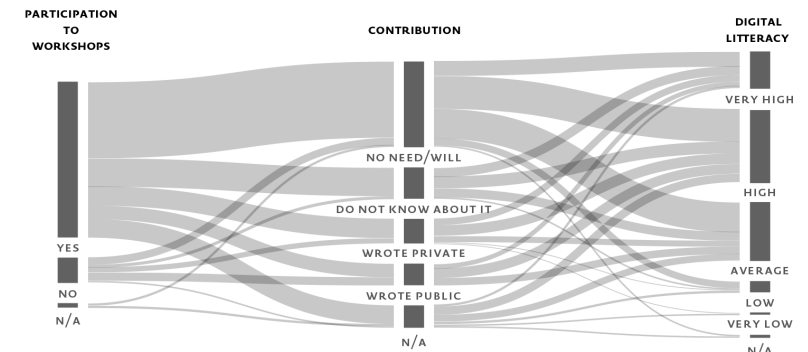 PARTICIPATION
TO
WORKSHOPS
CONTRIBUTION
DIGITAL
LITTERACY
YES
NO
N/A
NO NEED/WILL
DO NOT KNOW ABOUT IT
WROTE PRIVATE
WROTE PUBLIC
N/A
VERY HIGH
HIGH
AVERAGE
LOW
VERY LOW
N/A